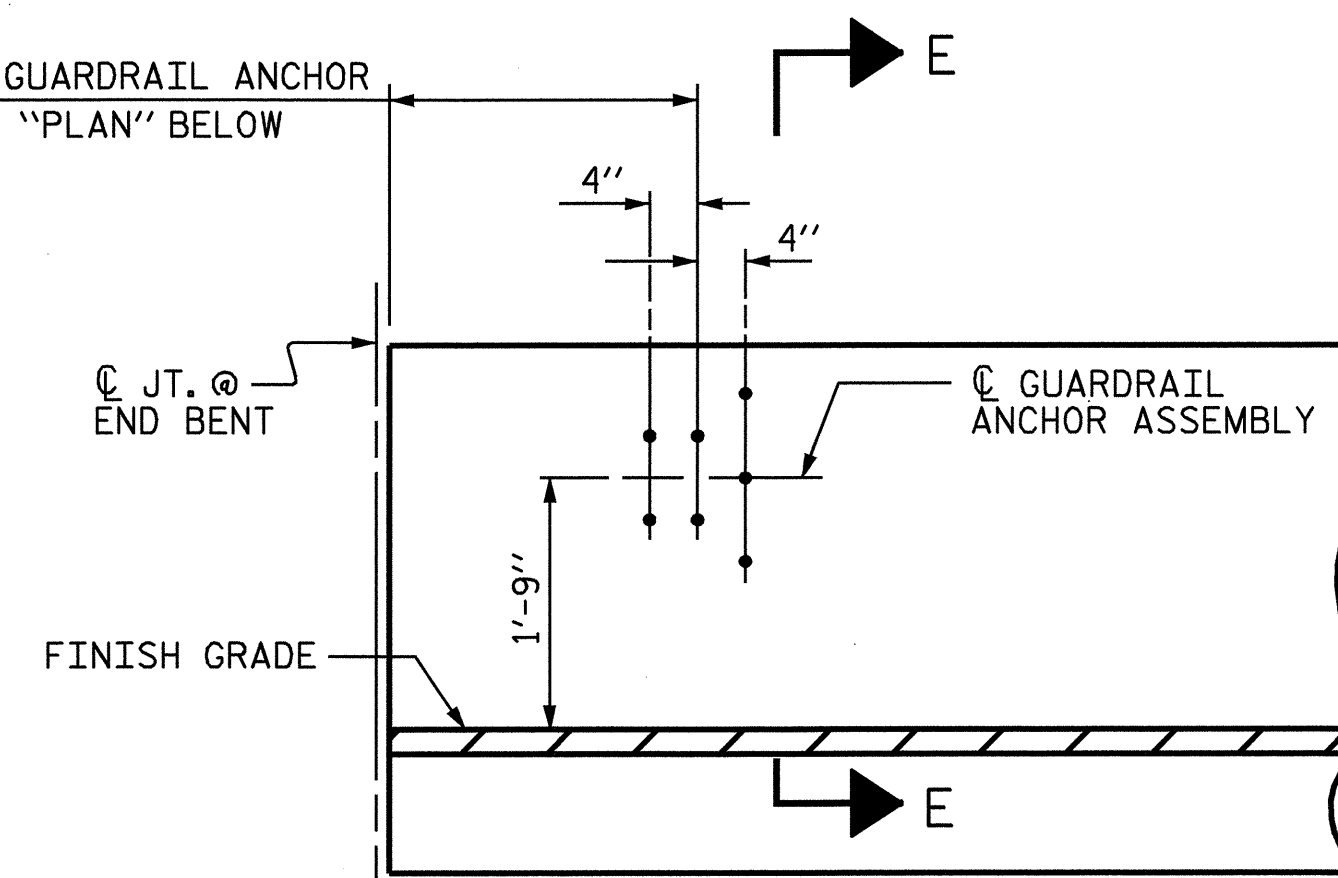 GUARDRAIL ANCHOR
“PLAN” BELOW
E
4”
4”
℄ JT. @
END BENT
℄ GUARDRAIL
ANCHOR ASSEMBLY
1’-9”
FINISH GRADE
E